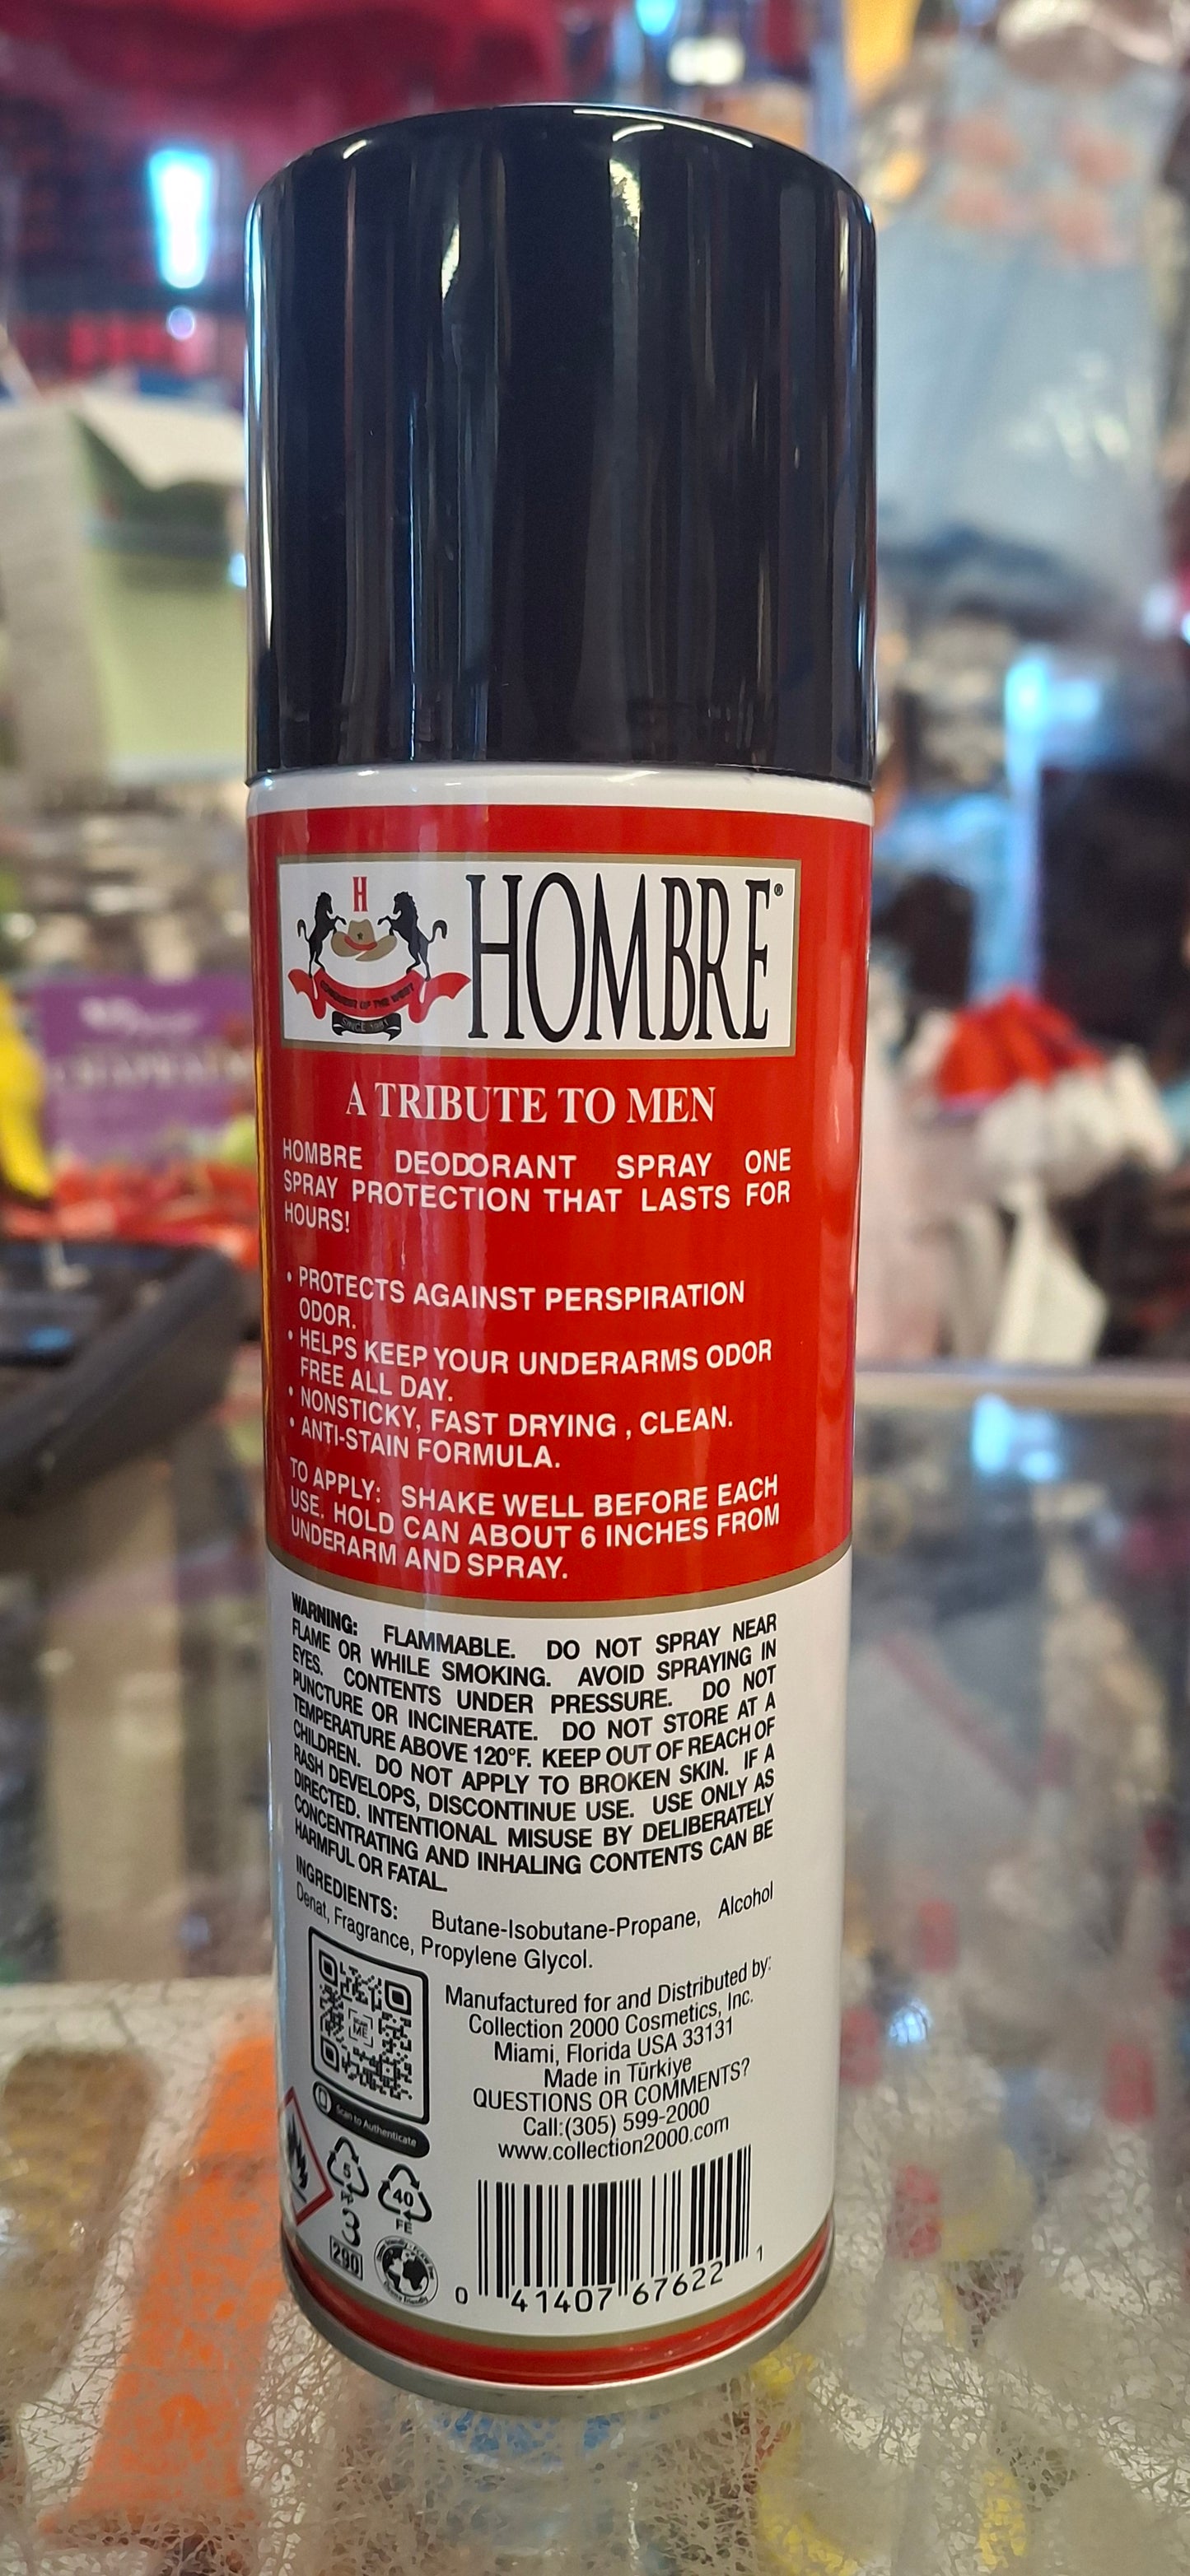 H
HOMBRE®
CONQUEST OF THE WEST
SINCE 1981
A TRIBUTE TO MEN
HOMBRE DEODORANT SPRAY ONE
SPRAY PROTECTION THAT LASTS FOR
HOURS!
• PROTECTS AGAINST PERSPIRATION
ODOR.
• HELPS KEEP YOUR UNDERARMS ODOR
FREE ALL DAY.
• NONSTICKY, FAST DRYING , CLEAN.
• ANTI-STAIN FORMULA.
TO APPLY: SHAKE WELL BEFORE EACH
USE. HOLD CAN ABOUT 6 INCHES FROM
UNDERARM AND SPRAY.
WARNING: FLAMMABLE. DO NOT SPRAY NEAR
FLAME OR WHILE SMOKING. AVOID SPRAYING IN
EYES. CONTENTS UNDER PRESSURE. DO NOT
PUNCTURE OR INCINERATE. DO NOT STORE AT A
TEMPERATURE ABOVE 120°F. KEEP OUT OF REACH OF
CHILDREN. DO NOT APPLY TO BROKEN SKIN. IF A
RASH DEVELOPS, DISCONTINUE USE. USE ONLY AS
DIRECTED. INTENTIONAL MISUSE BY DELIBERATELY
CONCENTRATING AND INHALING CONTENTS CAN BE
HARMFUL OR FATAL.
INGREDIENTS: Butane-Isobutane-Propane, Alcohol
Denat, Fragrance, Propylene Glycol.
ME
Scan to Authenticate
Manufactured for and Distributed by:
Collection 2000 Cosmetics, Inc.
Miami, Florida USA 33131
Made in Türkiye
QUESTIONS OR COMMENTS?
Call:(305) 599-2000
www.collection2000.com
5
PP
40
FE
3
290
0 41407 67622 1